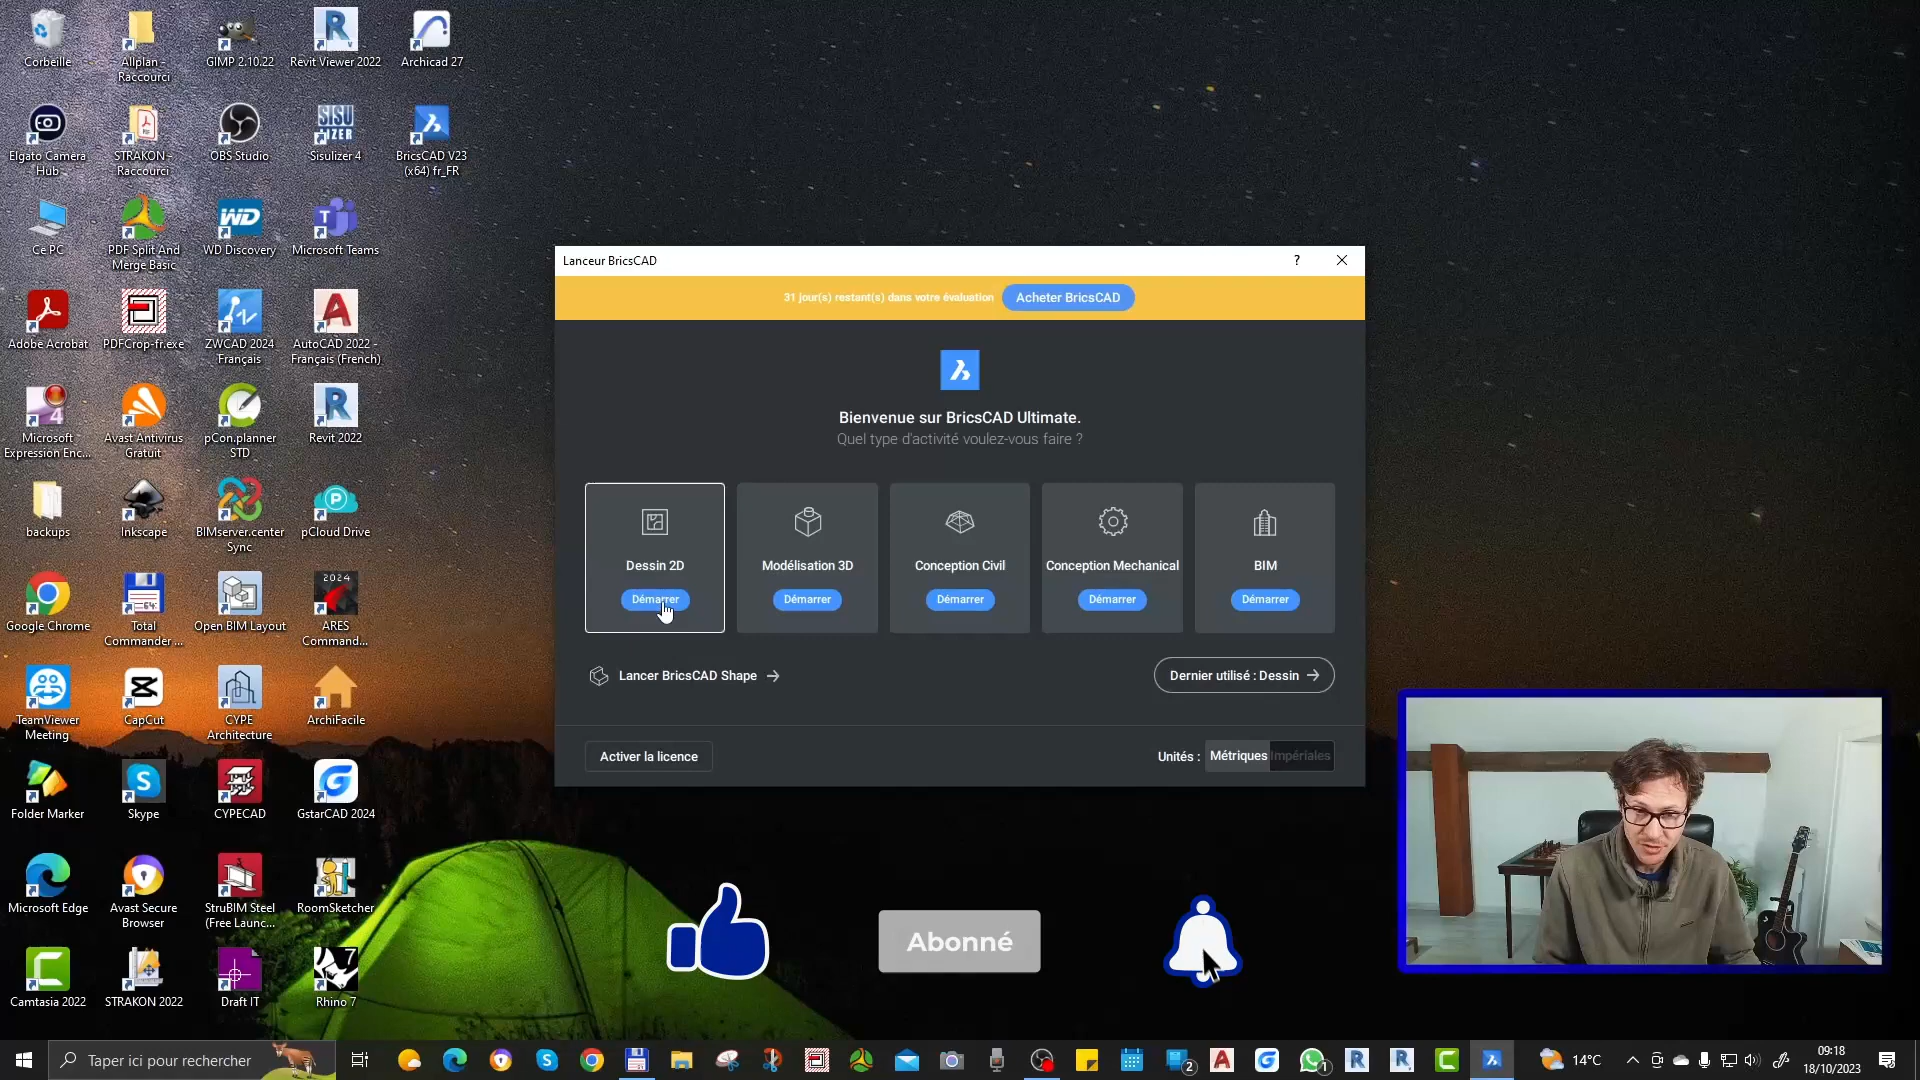 Corbeille
Allplan -
Raccourci
GIMP 2.10.22
Revit Viewer 2022
Archicad 27
Elgato Camera
Hub
STRAKON -
Raccourci
OBS Studio
SISU
IZER
Sisulizer 4
BricsCAD V23
(x64) fr_FR
Ce PC
PDF Split And
Merge Basic
WD
WD Discovery
Microsoft Teams
Adobe Acrobat
PDFCrop-fr.exe
ZWCAD 2024
Français
AutoCAD 2022 -
Français (French)
Microsoft
Expression Enc...
Avast Antivirus
Gratuit
pCon.planner
STD
Revit 2022
backups
Inkscape
BIMserver.center
Sync
pCloud Drive
Google Chrome
Total
Commander ...
Open BIM Layout
2024
ARES
Comman...
TeamViewer
Meeting
CapCut
CYPE
Architecture
ArchiFacile
Folder Marker
Skype
CYPECAD
GstarCAD 2024
Microsoft Edge
Avast Secure
Browser
StruBIM Steel
(Free Launc...
RoomSketcher
Camtasia 2022
STRAKON 2022
Draft IT
Rhino 7
Lanceur BricsCAD
?
31 jour(s) restant(s) dans votre évaluation
Acheter BricsCAD
Bienvenue sur BricsCAD Ultimate.
Quel type d'activité voulez-vous faire ?
Dessin 2D
Modélisation 3D
Conception Civil
Conception Mechanical
BIM
Démarrer
Démarrer
Démarrer
Démarrer
Démarrer
Lancer BricsCAD Shape
Dernier utilisé : Dessin
Activer la licence
Unités :
Métriques
Impériales
Abonné
Taper ici pour rechercher
2
1
14°C
09:18
18/10/2023